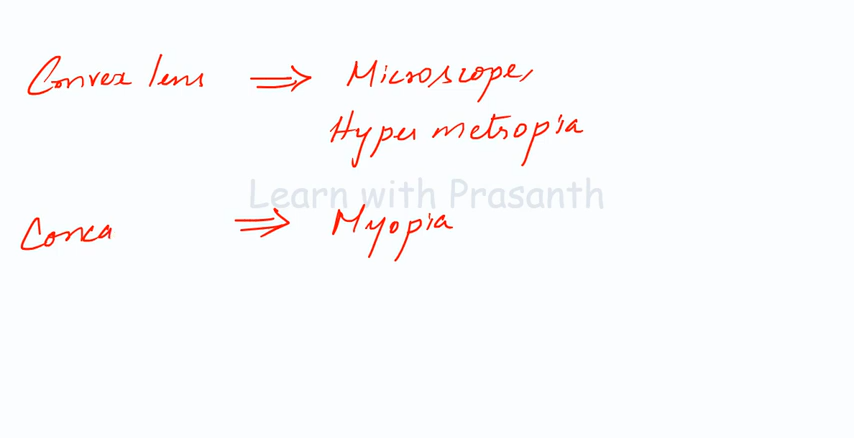 Convex lens ⇒ Microscope,
Hyper metropia
Learn with Prasanth
Conca ⇒ Myopia